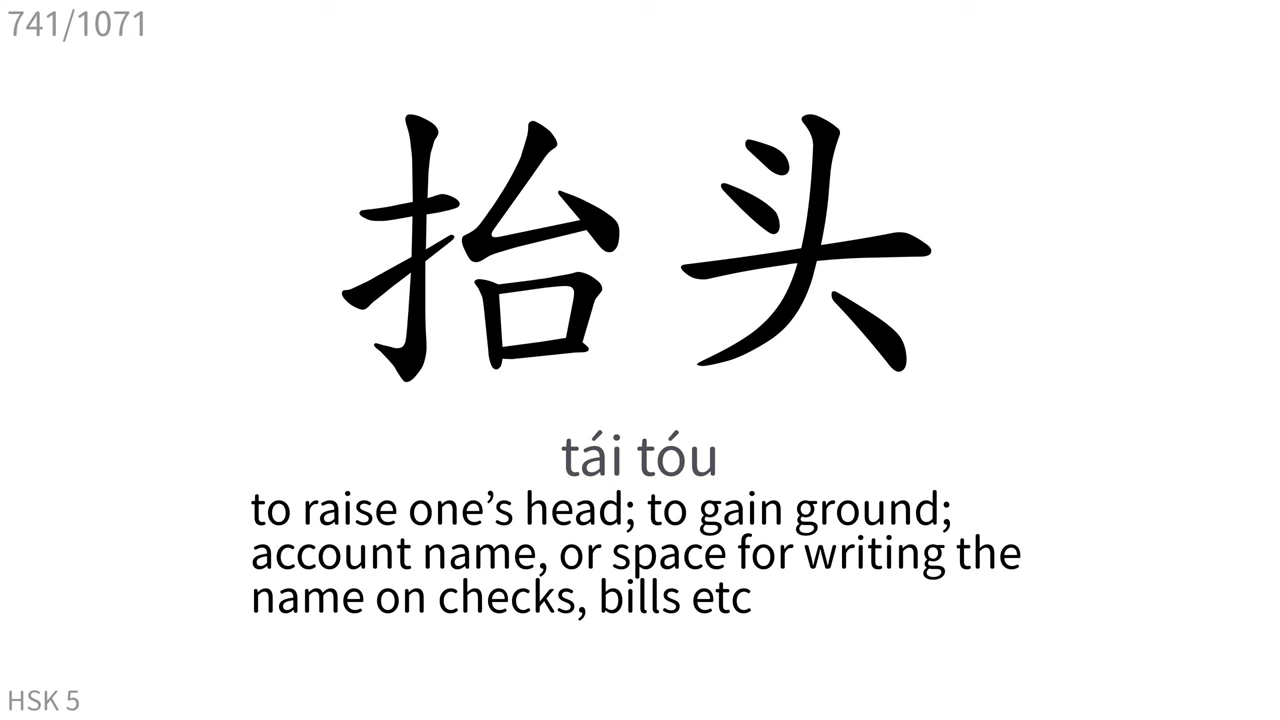 741/1071
抬头
tái tóu
to raise one’s head; to gain ground;
account name, or space for writing the
name on checks, bills etc
HSK 5